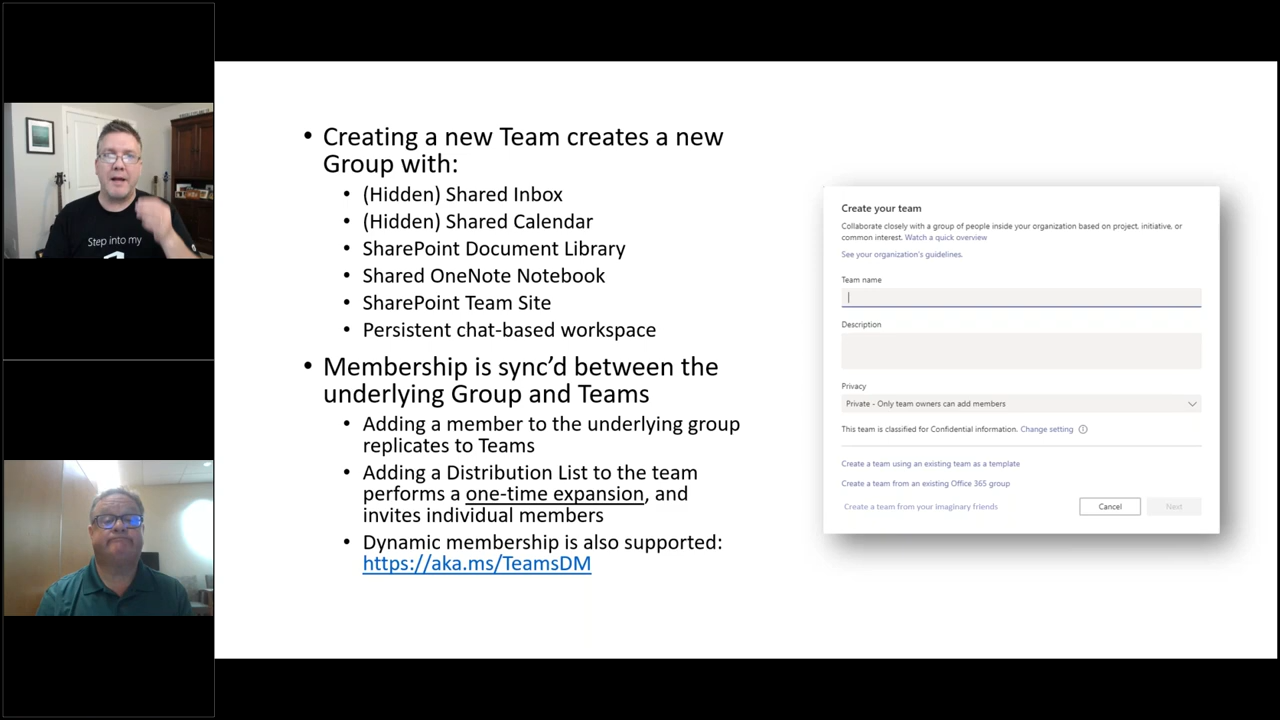 Step into my
• Creating a new Team creates a new
Group with:
• (Hidden) Shared Inbox
• (Hidden) Shared Calendar
• SharePoint Document Library
• Shared OneNote Notebook
• SharePoint Team Site
• Persistent chat-based workspace
• Membership is sync’d between the
underlying Group and Teams
• Adding a member to the underlying group
replicates to Teams
• Adding a Distribution List to the team
performs a one-time expansion, and
invites individual members
• Dynamic membership is also supported:
https://aka.ms/TeamsDM
Create your team
Collaborate closely with a group of people inside your organization based on project, initiative, or
common interest. Watch a quick overview
See your organization's guidelines.
Team name
Description
Privacy
Private - Only team owners can add members
This team is classified for Confidential information. Change setting
Create a team using an existing team as a template
Create a team from an existing Office 365 group
Create a team from your imaginary friends
Cancel
Next